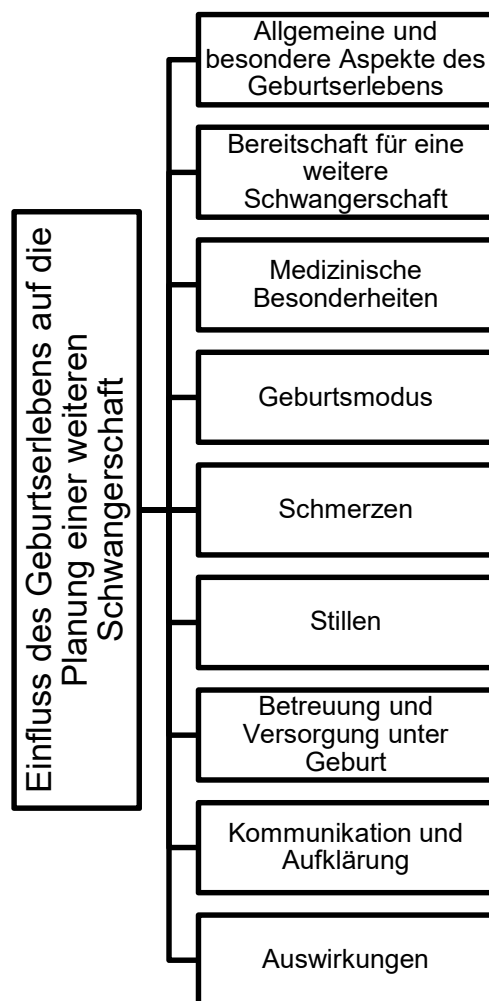 Einfluss des Geburtserlebens auf die
Planung einer weiteren
Schwangerschaft
Allgemeine und
besondere Aspekte des
Geburtserlebens
Bereitschaft für eine
weitere
Schwangerschaft
Medizinische
Besonderheiten
Geburtsmodus
Schmerzen
Stillen
Betreuung und
Versorgung unter
Geburt
Kommunikation und
Aufklärung
Auswirkungen